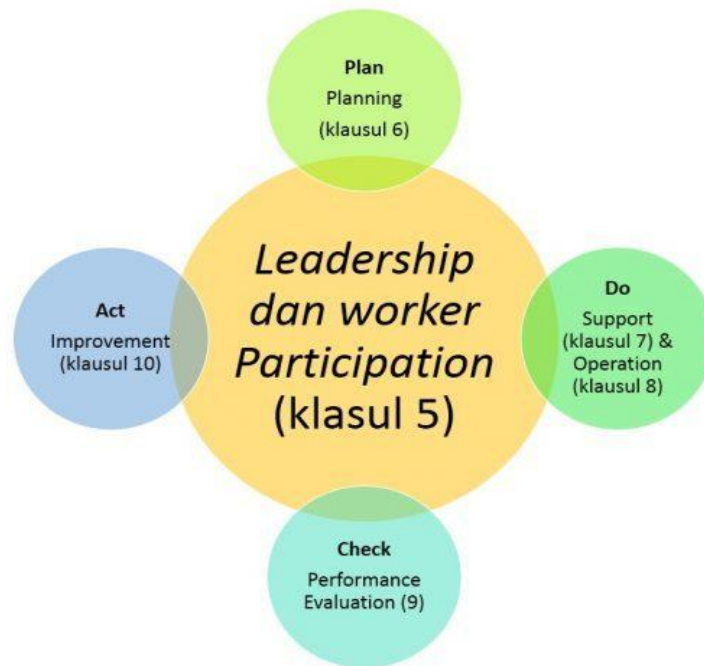 Plan
Planning
(klausul 6)
Leadership
dan worker
Participation
(klasul 5)
Do
Support
(klausul 7) &
Operation
(klausul 8)
Act
Improvement
(klausul 10)
Check
Performance
Evaluation (9)